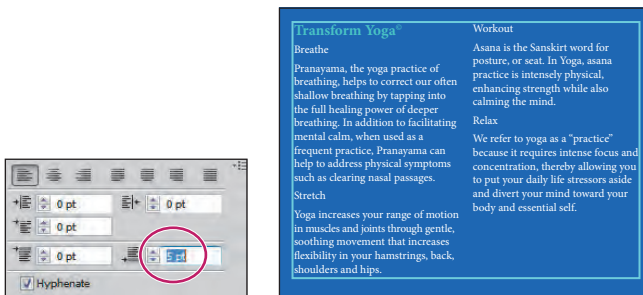 0 pt
0 pt
0 pt
0 pt
5 pt
Hyphenate
Transform Yoga©
Breathe
Pranayama, the yoga practice of
breathing, helps to correct our often
shallow breathing by tapping into
the full healing power of deeper
breathing. In addition to facilitating
mental calm, when used as a
frequent practice, Pranayama can
help to address physical symptoms
such as clearing nasal passages.
Stretch
Yoga increases your range of motion
in muscles and joints through gentle,
soothing movement that increases
flexibility in your hamstrings, back,
shoulders and hips.
Workout
Asana is the Sanskirt word for
posture, or seat. In Yoga, asana
practice is intensely physical,
enhancing strength while also
calming the mind.
Relax
We refer to yoga as a “practice”
because it requires intense focus and
concentration, thereby allowing you
to put your daily life stressors aside
and divert your mind toward your
body and essential self.